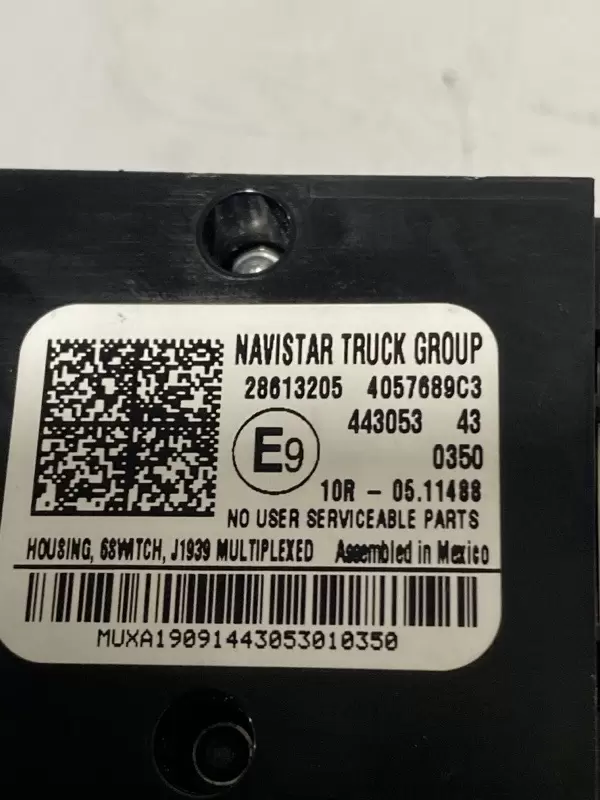 NAVISTAR TRUCK GROUP
28613205 4057689C3
443053 43
E9
0350
10R - 05.11488
NO USER SERVICEABLE PARTS
HOUSING, 6SWITCH, J1939 MULTIPLEXED Assembled in Mexico
MUXA19091443053010350